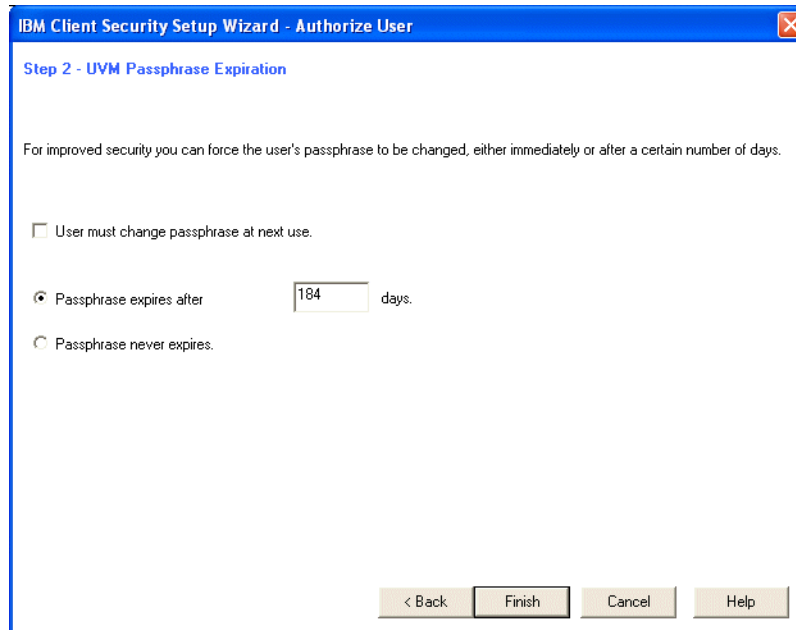 IBM Client Security Setup Wizard - Authorize User
Step 2 - UVM Passphrase Expiration
For improved security you can force the user's passphrase to be changed, either immediately or after a certain number of days.
User must change passphrase at next use.
Passphrase expires after 184 days.
Passphrase never expires.
< Back Finish Cancel Help